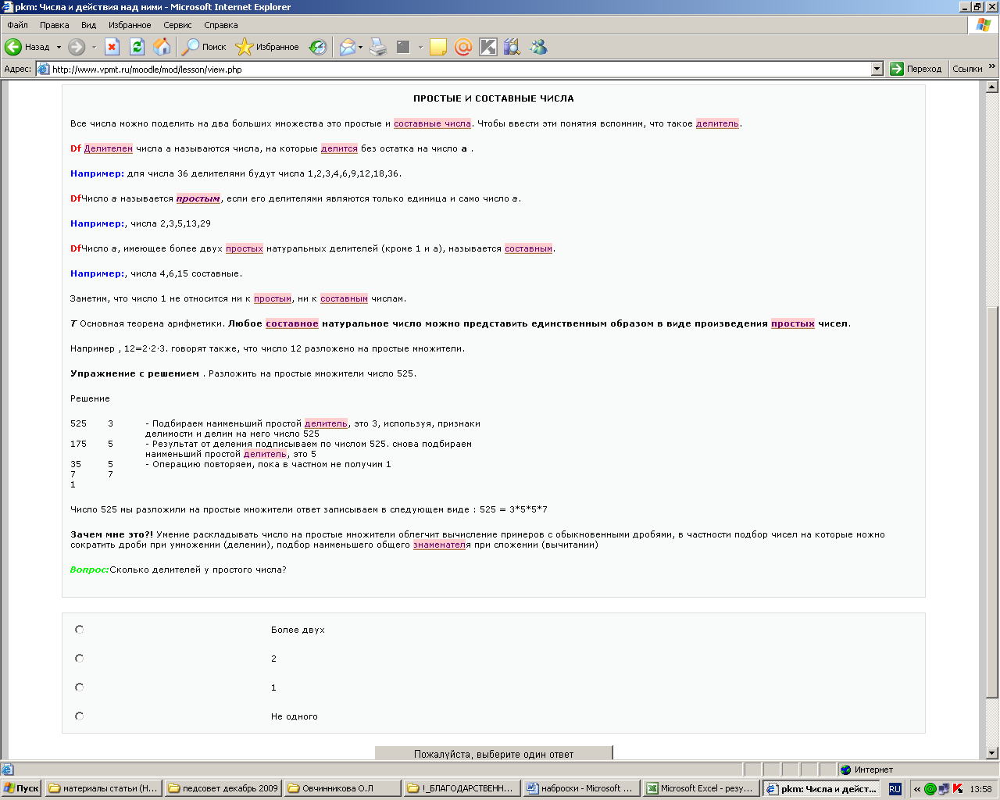 pkm: Числа и действия над ними - Microsoft Internet Explorer
Файл Правка Вид Избранное Сервис Справка
Назад Поиск Избранное
Адрес: http://www.vpmt.ru/moodle/mod/lesson/view.php Переход Ссылки »
ПРОСТЫЕ И СОСТАВНЫЕ ЧИСЛА
Все числа можно поделить на два больших множества это простые и составные числа. Чтобы ввести эти понятия вспомним, что такое делитель.
Df Делителем числа а называются числа, на которые делится без остатка на число а .
Например: для числа 36 делителями будут числа 1,2,3,4,6,9,12,18,36.
DfЧисло a называется простым, если его делителями являются только единица и само число a.
Например:, числа 2,3,5,13,29
DfЧисло a, имеющее более двух простых натуральных делителей (кроме 1 и а), называется составным.
Например:, числа 4,6,15 составные.
Заметим, что число 1 не относится ни к простым, ни к составным числам.
T Основная теорема арифметики. Любое составное натуральное число можно представить единственным образом в виде произведения простых чисел.
Например , 12=2·2·3. говорят также, что число 12 разложено на простые множители.
Упражнение с решением . Разложить на простые множители число 525.
Решение
525 3 - Подбираем наименьший простой делитель, это 3, используя, признаки
делимости и делим на него число 525
175 5 - Результат от деления подписываем по числом 525. снова подбираем
наименьший простой делитель, это 5
35 5 - Операцию повторяем, пока в частном не получим 1
7 7
1
Число 525 мы разложили на простые множители ответ записываем в следующем виде : 525 = 3*5*5*7
Зачем мне это?! Умение раскладывать число на простые множители облегчит вычисление примеров с обыкновенными дробями, в частности подбор чисел на которые можно
сократить дроби при умножении (делении), подбор наименьшего общего знаменателя при сложении (вычитании)
Вопрос:Сколько делителей у простого числа?
Более двух
2
1
Не одного
Пожалуйста, выберите один ответ
Интернет
Пуск материалы статьи (Н... педсовет декабрь 2009 Овчинникова О.Л !_БЛАГОДАРСТВЕНН... наброски - Microsoft ... Microsoft Excel - резу... pkm: Числа и дейст... RU « 13:58